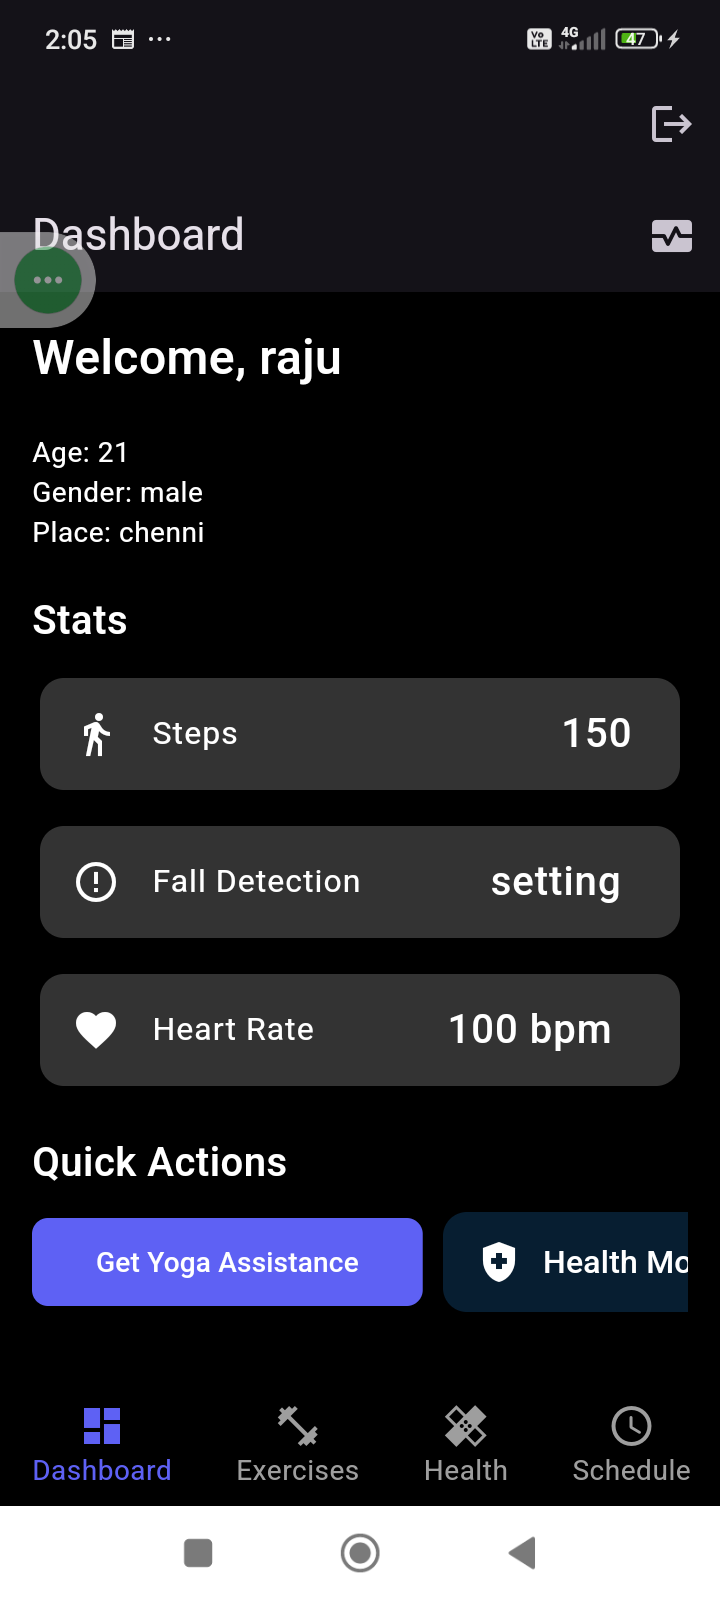 2:05
Vo LTE 4G 47
Dashboard
Welcome, raju
Age: 21
Gender: male
Place: chenni
Stats
Steps 150
Fall Detection setting
Heart Rate 100 bpm
Quick Actions
Get Yoga Assistance Health Mo
Dashboard Exercises Health Schedule